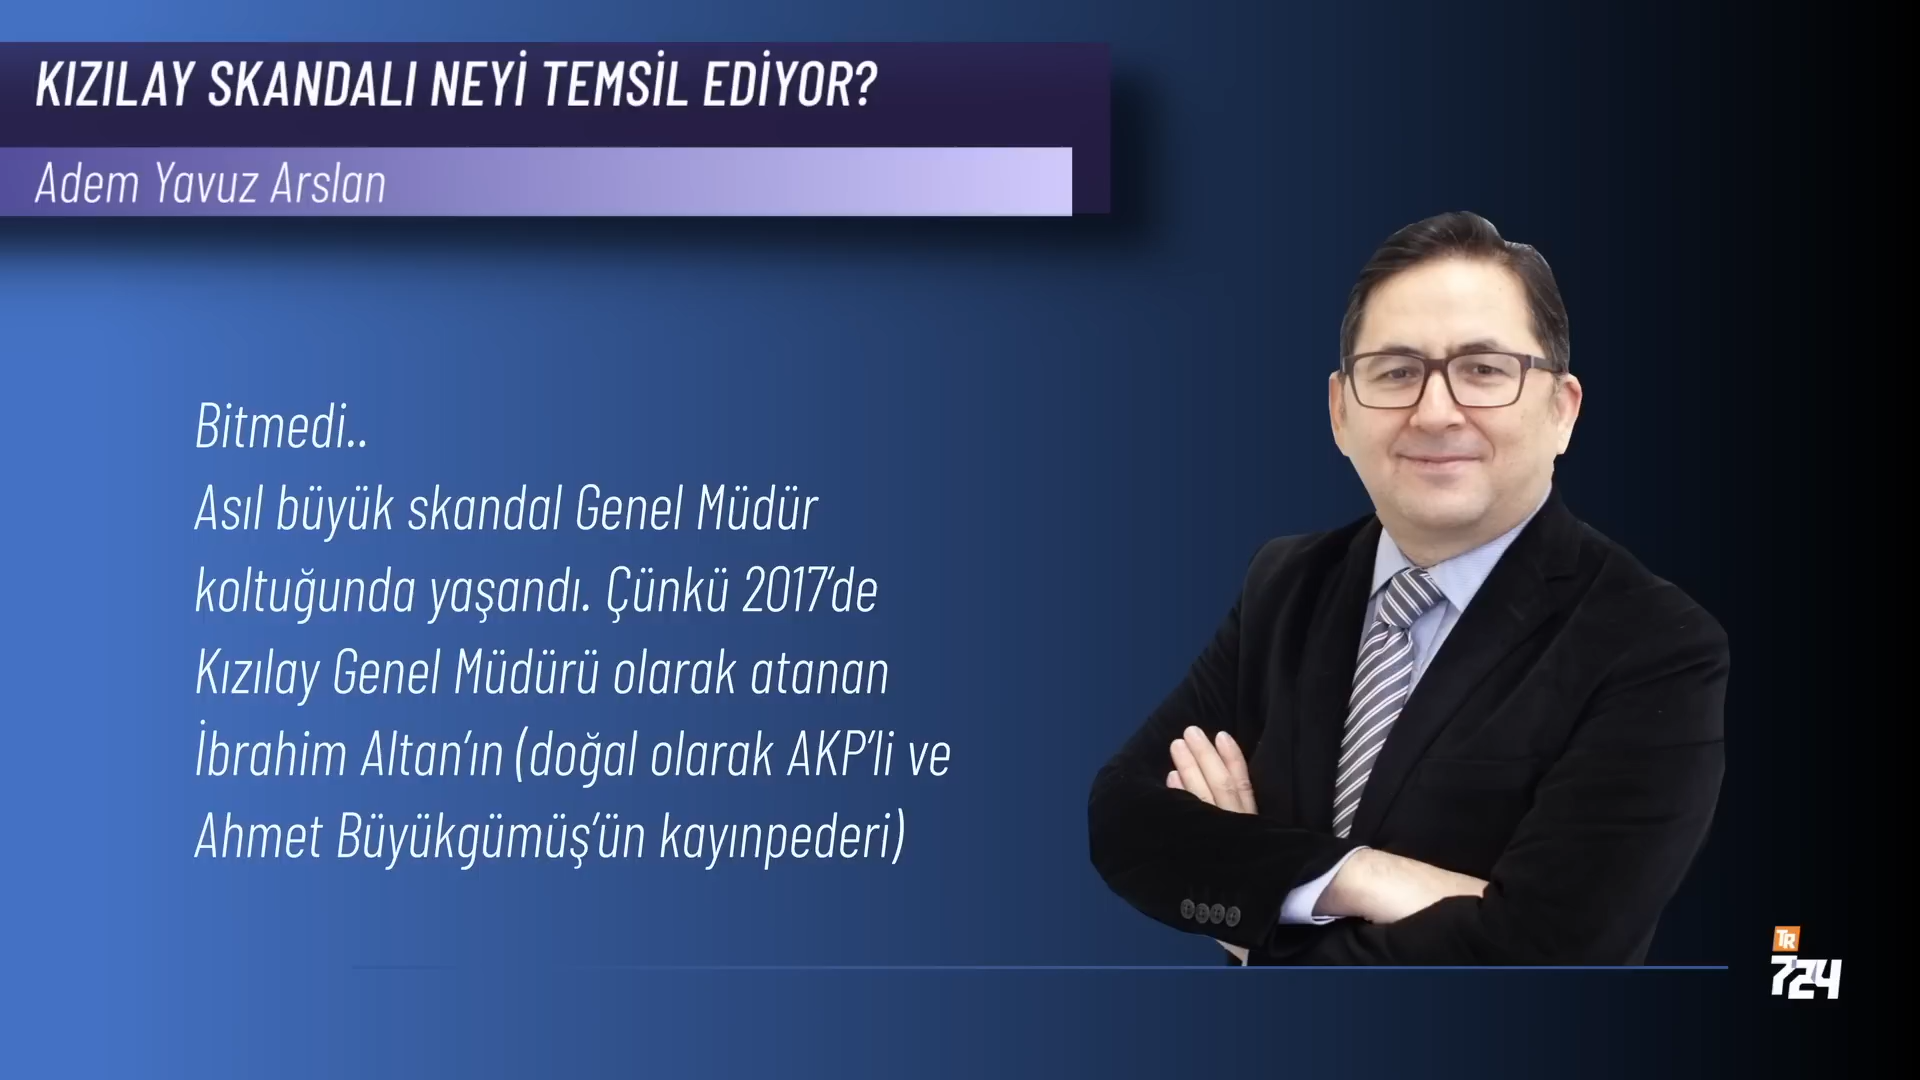 KIZILAY SKANDALI NEYİ TEMSİL EDİYOR?
Adem Yavuz Arslan
Bitmedi..
Asıl büyük skandal Genel Müdür
koltuğunda yaşandı. Çünkü 2017’de
Kızılay Genel Müdürü olarak atanan
İbrahim Altan’ın (doğal olarak AKP’li ve
Ahmet Büyükgümüş’ün kayınpederi)
TR
724